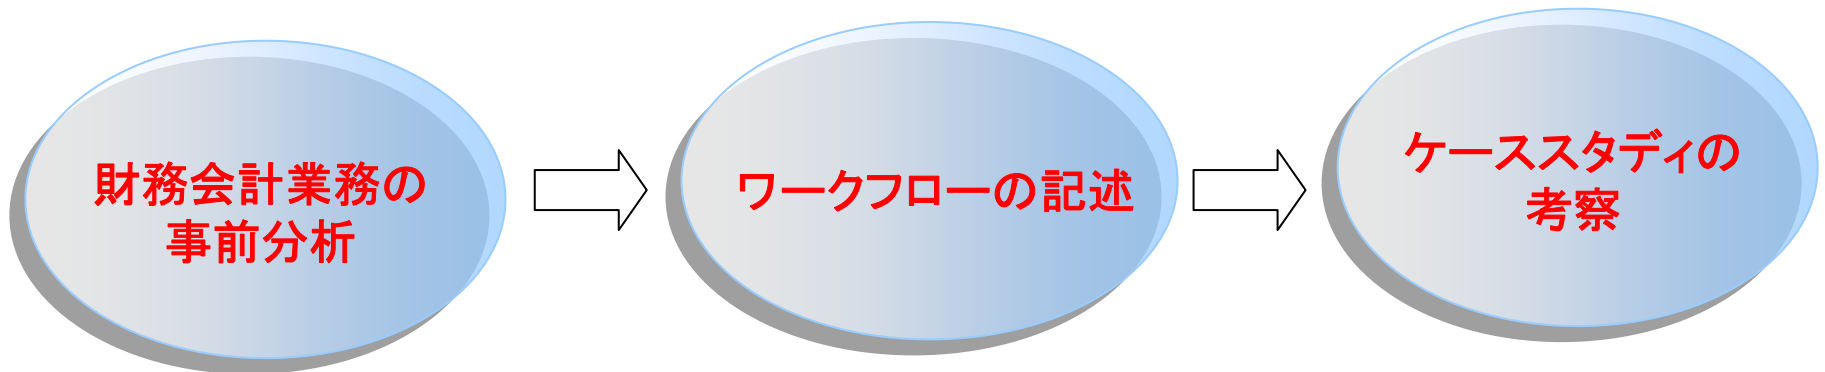 財務会計業務の
事前分析
ワークフローの記述
ケーススタディの
考察